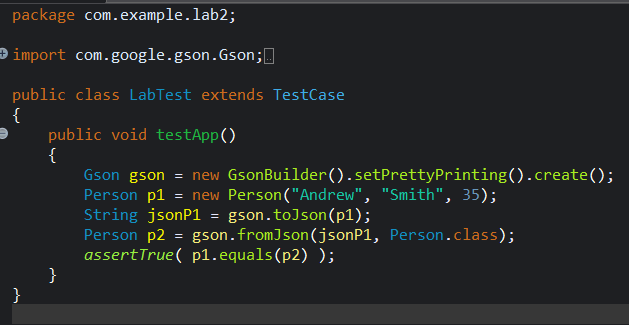 package com.example.lab2;
import com.google.gson.Gson;
public class LabTest extends TestCase
{
public void testApp()
{
Gson gson = new GsonBuilder().setPrettyPrinting().create();
Person p1 = new Person("Andrew", "Smith", 35);
String jsonP1 = gson.toJson(p1);
Person p2 = gson.fromJson(jsonP1, Person.class);
assertTrue( p1.equals(p2) );
}
}